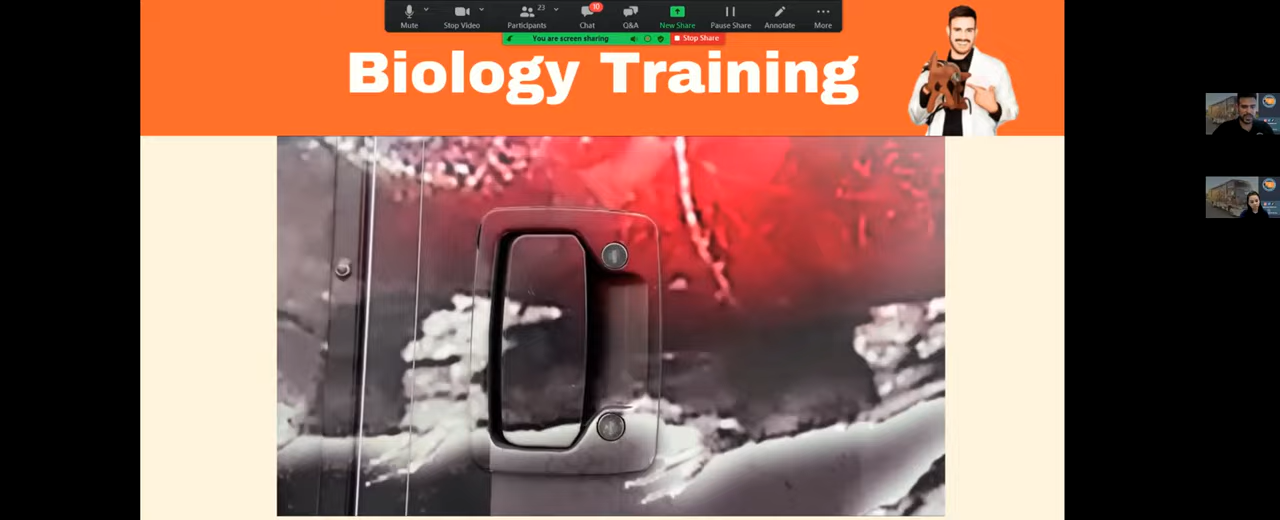 23
10
Mute
Stop Video
Participants
Chat
Q&A
New Share
Pause Share
Annotate
More
You are screen sharing
Stop Share
Biology Training